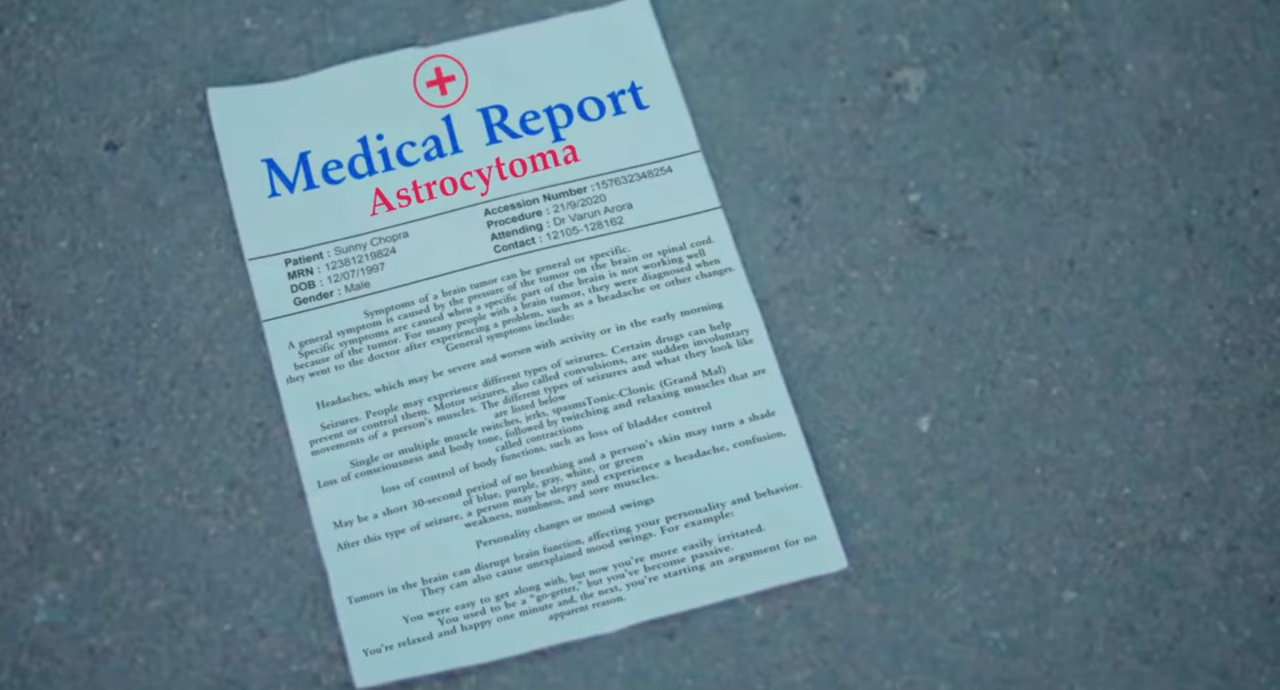 Medical Report
Astrocytoma
Patient : Sunny Chopra
MRN : 12381219824
DOB : 12/07/1997
Gender : Male
Accession Number :157632348254
Procedure : 21/9/2020
Attending : Dr Varun Arora
Contact : 12105-128162
Symptoms of a brain tumor can be general or specific.
A general symptom is caused by the pressure of the tumor on the brain or spinal cord.
Specific symptoms are caused when a specific part of the brain is not working well
because of the tumor. For many people with a brain tumor, they were diagnosed when
they went to the doctor after experiencing a problem, such as a headache or other changes.
General symptoms include:
Headaches, which may be severe and worsen with activity or in the early morning
Seizures. People may experience different types of seizures. Certain drugs can help
prevent or control them. Motor seizures, also called convulsions, are sudden involuntary
movements of a person's muscles. The different types of seizures and what they look like
are listed below
Single or multiple muscle twitches, jerks, spasmsTonic-Clonic (Grand Mal)
Loss of consciousness and body tone, followed by twitching and relaxing muscles that are
called contractions
loss of control of body functions, such as loss of bladder control
May be a short 30-second period of no breathing and a person's skin may turn a shade
of blue, purple, gray, white, or green
After this type of seizure, a person may be sleepy and experience a headache, confusion,
weakness, numbness, and sore muscles.
Personality changes or mood swings
Tumors in the brain can disrupt brain function, affecting your personality and behavior.
They can also cause unexplained mood swings. For example:
You were easy to get along with, but now you're more easily irritated.
You used to be a "go-getter," but you've become passive.
You're relaxed and happy one minute and, the next, you're starting an argument for no
apparent reason.